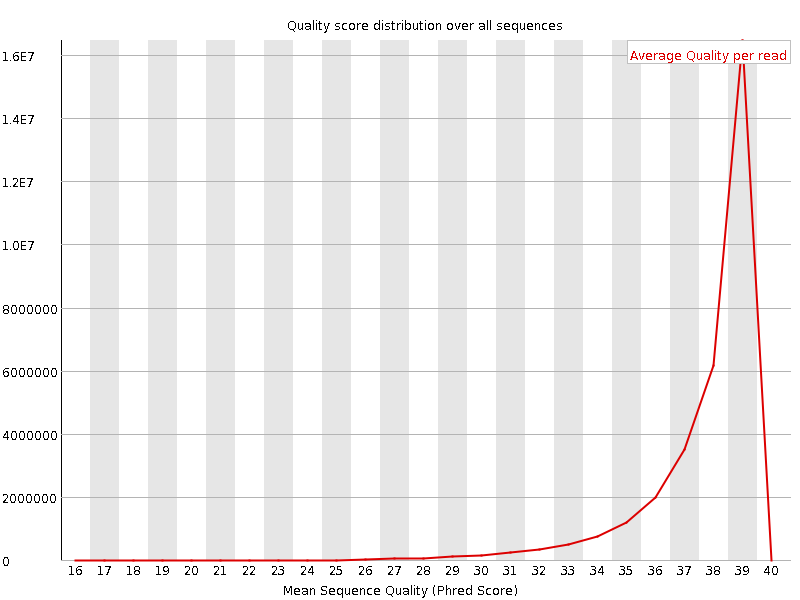 Quality score distribution over all sequences
Average Quality per read
1.6E7
1.4E7
1.2E7
1.0E7
8000000
6000000
4000000
2000000
0
16 17 18 19 20 21 22 23 24 25 26 27 28 29 30 31 32 33 34 35 36 37 38 39 40
Mean Sequence Quality (Phred Score)